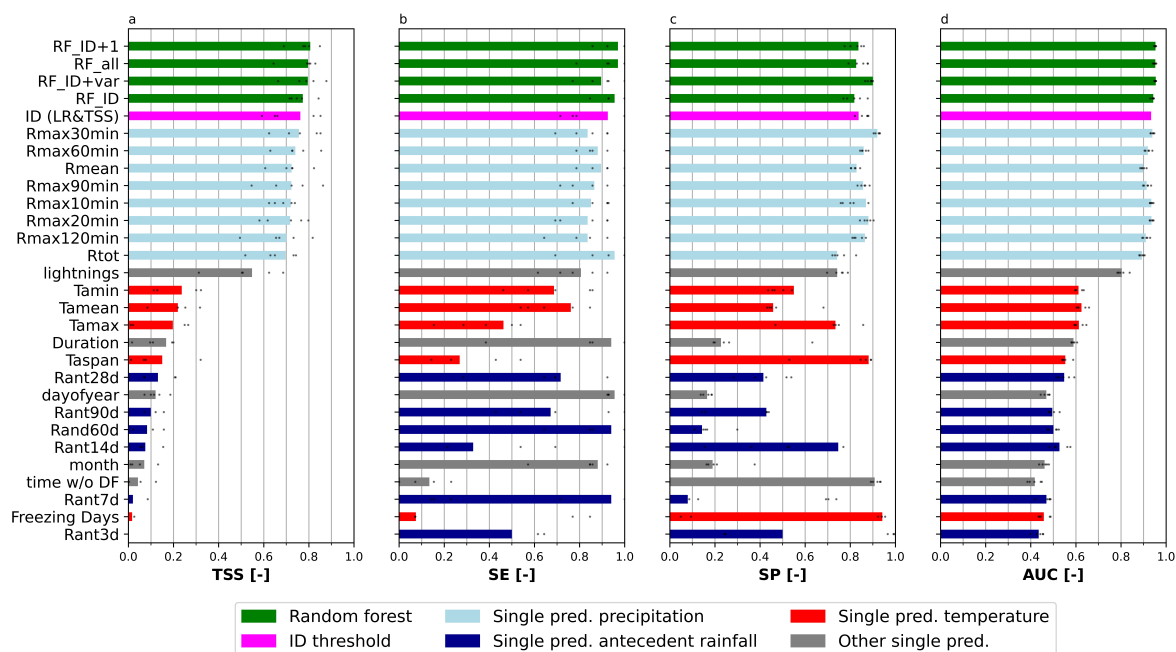 a b c d
RF_ID+1
RF_all
RF_ID+var
RF_ID
ID (LR&TSS)
Rmax30min
Rmax60min
Rmean
Rmax90min
Rmax10min
Rmax20min
Rmax120min
Rtot
lightnings
Tamin
Tamean
Tamax
Duration
Taspan
Rant28d
dayofyear
Rant90d
Rand60d
Rant14d
month
time w/o DF
Rant7d
Freezing Days
Rant3d
0.0 0.2 0.4 0.6 0.8 1.0 0.0 0.2 0.4 0.6 0.8 1.0 0.0 0.2 0.4 0.6 0.8 1.0 0.0 0.2 0.4 0.6 0.8 1.0
TSS [-] SE [-] SP [-] AUC [-]
Random forest Single pred. precipitation Single pred. temperature
ID threshold Single pred. antecedent rainfall Other single pred.